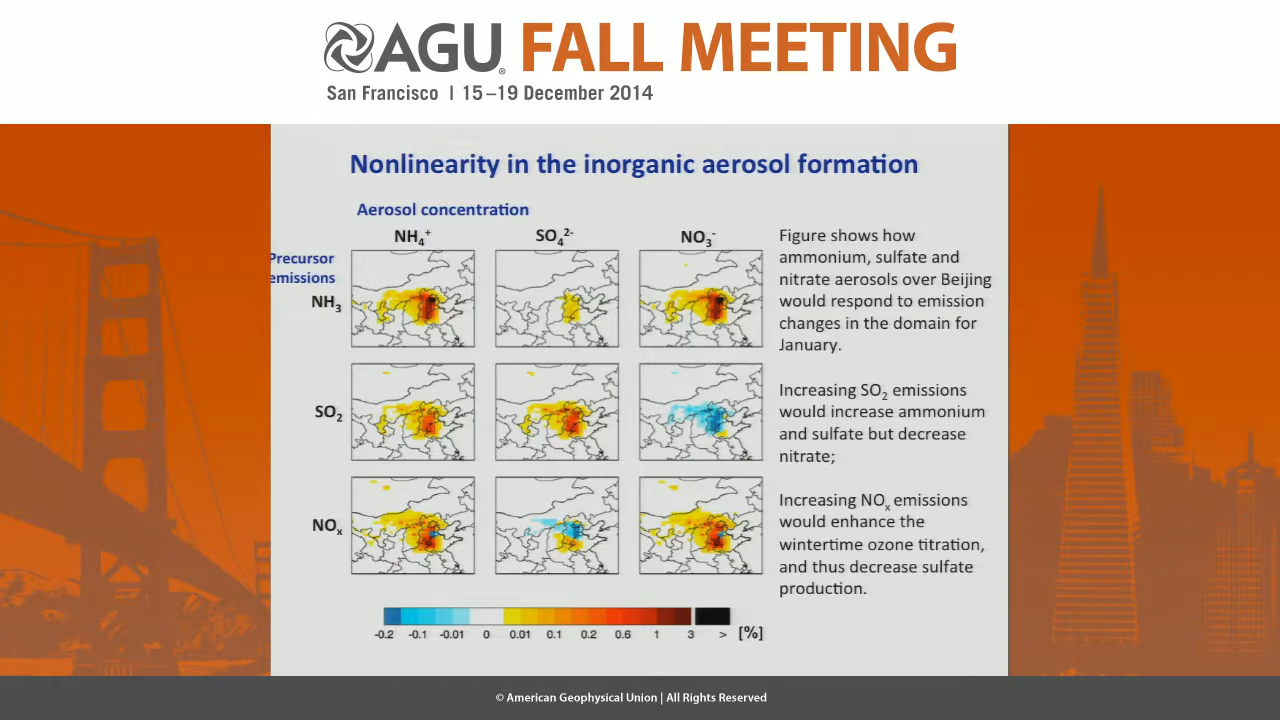 AGU FALL MEETING
San Francisco | 15–19 December 2014
Nonlinearity in the inorganic aerosol formation
Aerosol concentration
NH₄⁺ SO₄²⁻ NO₃⁻
Precursor
emissions
NH₃
SO₂
NOₓ
Figure shows how
ammonium, sulfate and
nitrate aerosols over Beijing
would respond to emission
changes in the domain for
January.
Increasing SO₂ emissions
would increase ammonium
and sulfate but decrease
nitrate;
Increasing NOₓ emissions
would enhance the
wintertime ozone titration,
and thus decrease sulfate
production.
-0.2 -0.1 -0.01 0 0.01 0.1 0.2 0.6 1 3 > [%]
© American Geophysical Union | All Rights Reserved